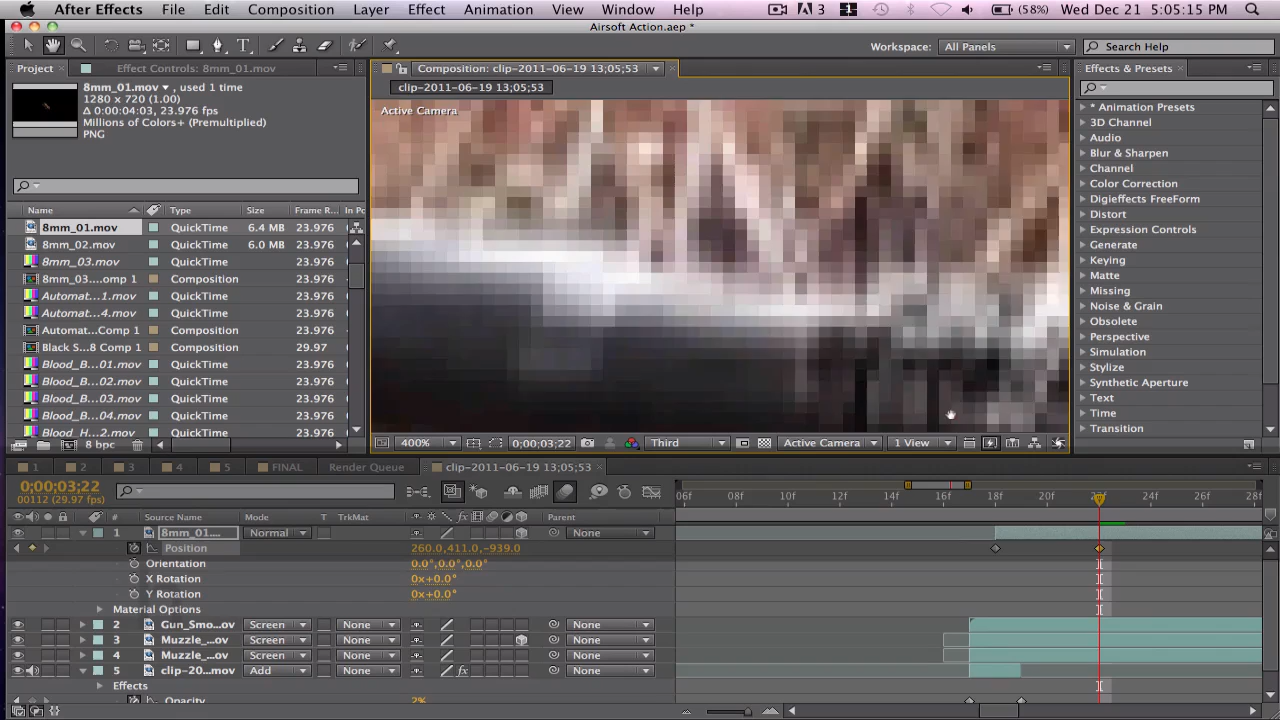 After Effects File Edit Composition Layer Effect Animation View Window Help 3 1 (58%) Wed Dec 21 5:05:15 PM
Airsoft Action.aep *
Workspace: All Panels Search Help
Project Effect Controls: 8mm_01.mov Composition: clip-2011-06-19 13;05;53 Effects & Presets
8mm_01.mov , used 1 time
1280 x 720 (1.00)
Δ 0:00:04:03, 23.976 fps
Millions of Colors+ (Premultiplied)
PNG
clip-2011-06-19 13;05;53
Active Camera
* Animation Presets
3D Channel
Audio
Blur & Sharpen
Channel
Color Correction
Digieffects FreeForm
Distort
Expression Controls
Generate
Keying
Matte
Missing
Noise & Grain
Obsolete
Perspective
Simulation
Stylize
Synthetic Aperture
Text
Time
Transition
Name Type Size Frame R... In Po
8mm_01.mov QuickTime 6.4 MB 23.976
8mm_02.mov QuickTime 6.0 MB 23.976
8mm_03.mov QuickTime 23.976
8mm_03....omp 1 Composition 23.976
Automat...1.mov QuickTime 23.976
Automat...4.mov QuickTime 23.976
Automat...Comp 1 Composition 23.976
Black S...8 Comp 1 Composition 29.97
Blood_B...01.mov QuickTime 23.976
Blood_B...02.mov QuickTime 23.976
Blood_B...03.mov QuickTime 23.976
Blood_B...04.mov QuickTime 23.976
Blood_H...2.mov QuickTime 23.976
8 bpc
400% 0;00;03;22 Third Active Camera 1 View
1 2 3 4 5 FINAL Render Queue clip-2011-06-19 13;05;53
0;00;03;22
00112 (29.97 fps)
06f 08f 10f 12f 14f 16f 18f 20f 22f 24f 26f 28f
# Source Name Mode T TrkMat fx Parent
1 8mm_01.... Normal None
Position 260.0,411.0,-939.0
Orientation 0.0°,0.0°,0.0°
X Rotation 0x+0.0°
Y Rotation 0x+0.0°
Material Options
2 Gun_Smo...ov Screen None None
3 Muzzle_...ov Screen None None
4 Muzzle_...ov Screen None None
5 clip-20...mov Add None fx None
Effects
Opacity 2%